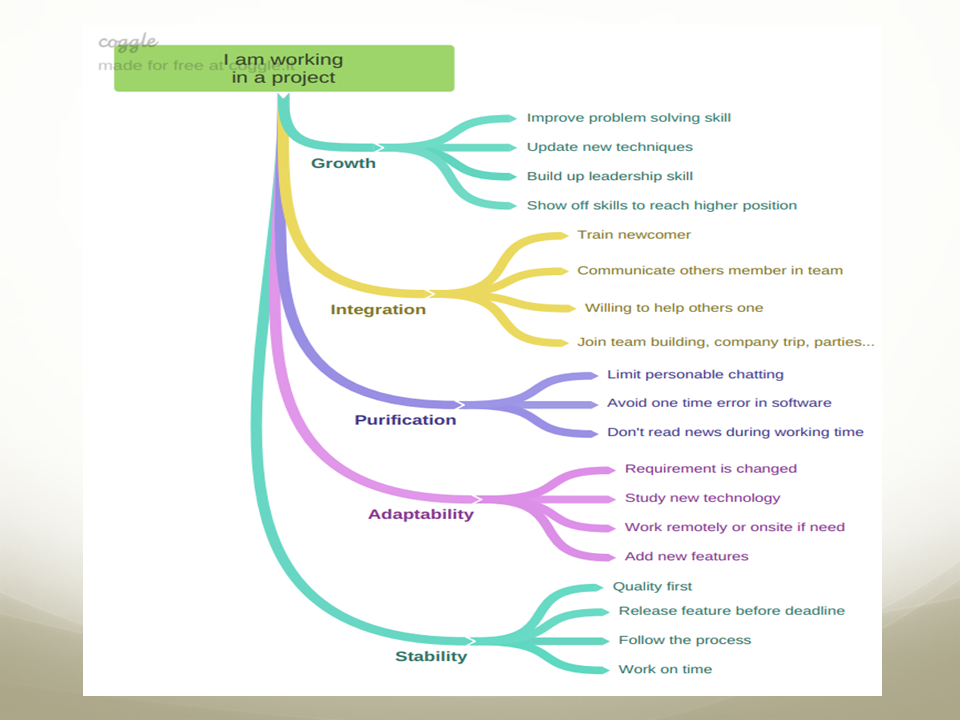 coggle
made for free at coggle.it
I am working
in a project
Improve problem solving skill
Update new techniques
Growth
Build up leadership skill
Show off skills to reach higher position
Train newcomer
Communicate others member in team
Integration
Willing to help others one
Join team building, company trip, parties...
Limit personable chatting
Avoid one time error in software
Purification
Don't read news during working time
Requirement is changed
Study new technology
Adaptability
Work remotely or onsite if need
Add new features
Quality first
Release feature before deadline
Follow the process
Stability
Work on time